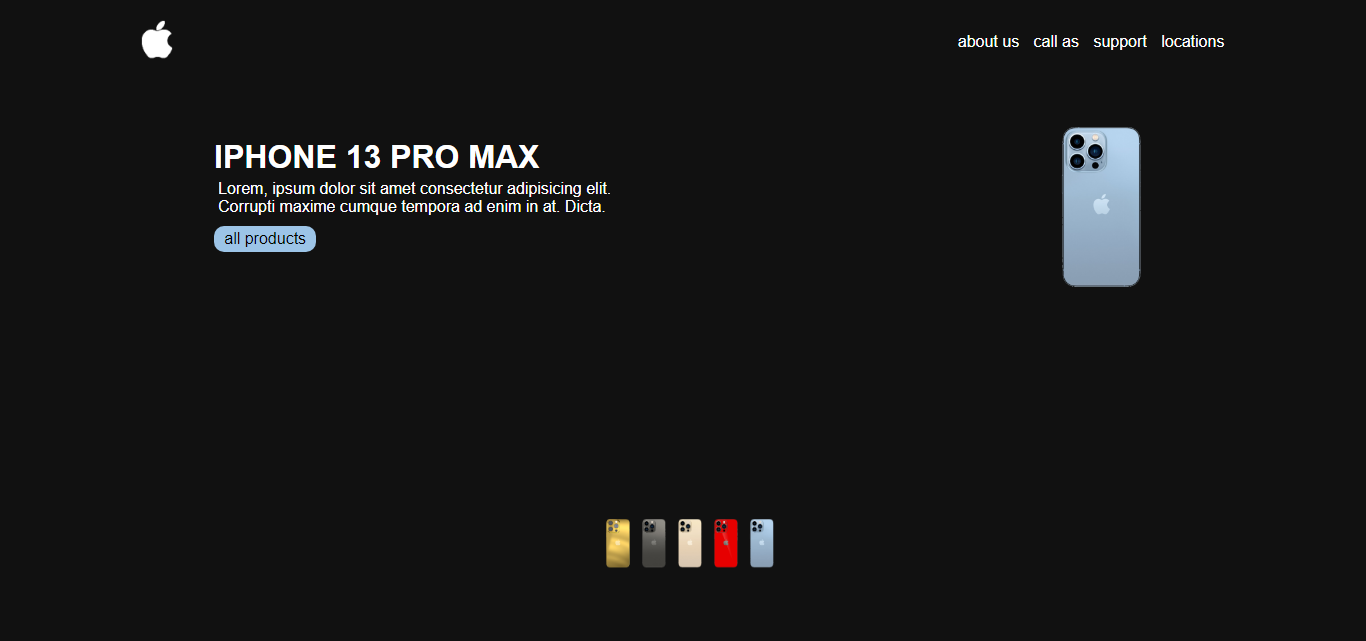 about us call as support locations
IPHONE 13 PRO MAX
Lorem, ipsum dolor sit amet consectetur adipisicing elit.
Corrupti maxime cumque tempora ad enim in at. Dicta.
all products